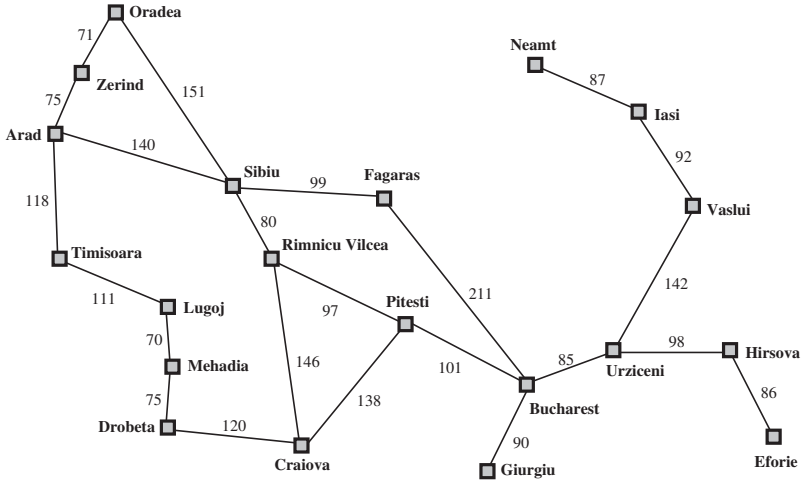 Oradea
71
Neamt
Zerind
87
151
75
Iasi
Arad
140
92
Sibiu
Fagaras
99
118
Vaslui
80
Timisoara
Rimnicu Vilcea
142
111
211
Lugoj
97
Pitesti
70
98
Hirsova
85
146
101
Urziceni
Mehadia
86
75
138
Bucharest
120
Drobeta
90
Craiova
Eforie
Giurgiu